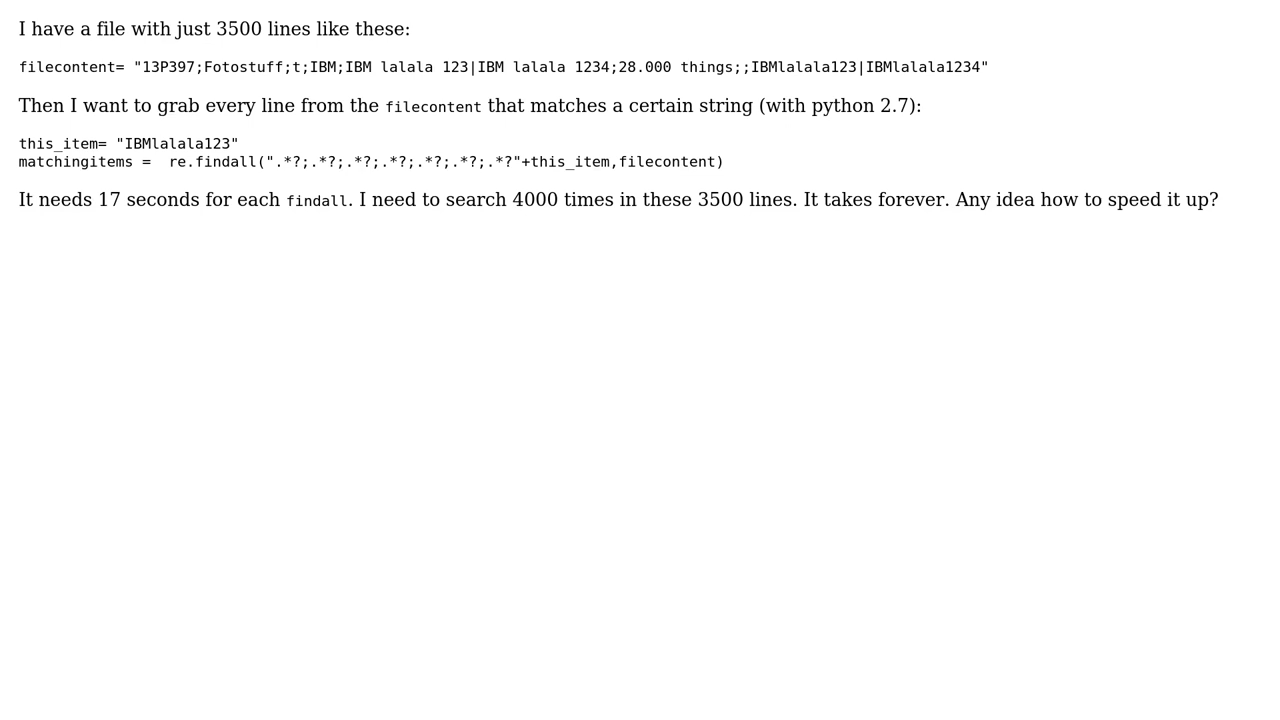 I have a file with just 3500 lines like these:
filecontent= "13P397;Fotostuff;t;IBM;IBM lalala 123|IBM lalala 1234;28.000 things;;IBMlalala123|IBMlalala1234"
Then I want to grab every line from the filecontent that matches a certain string (with python 2.7):
this_item= "IBMlalala123"
matchingitems =  re.findall(".*?;.*?;.*?;.*?;.*?;.*?;.*?"+this_item,filecontent)
It needs 17 seconds for each findall. I need to search 4000 times in these 3500 lines. It takes forever. Any idea how to speed it up?